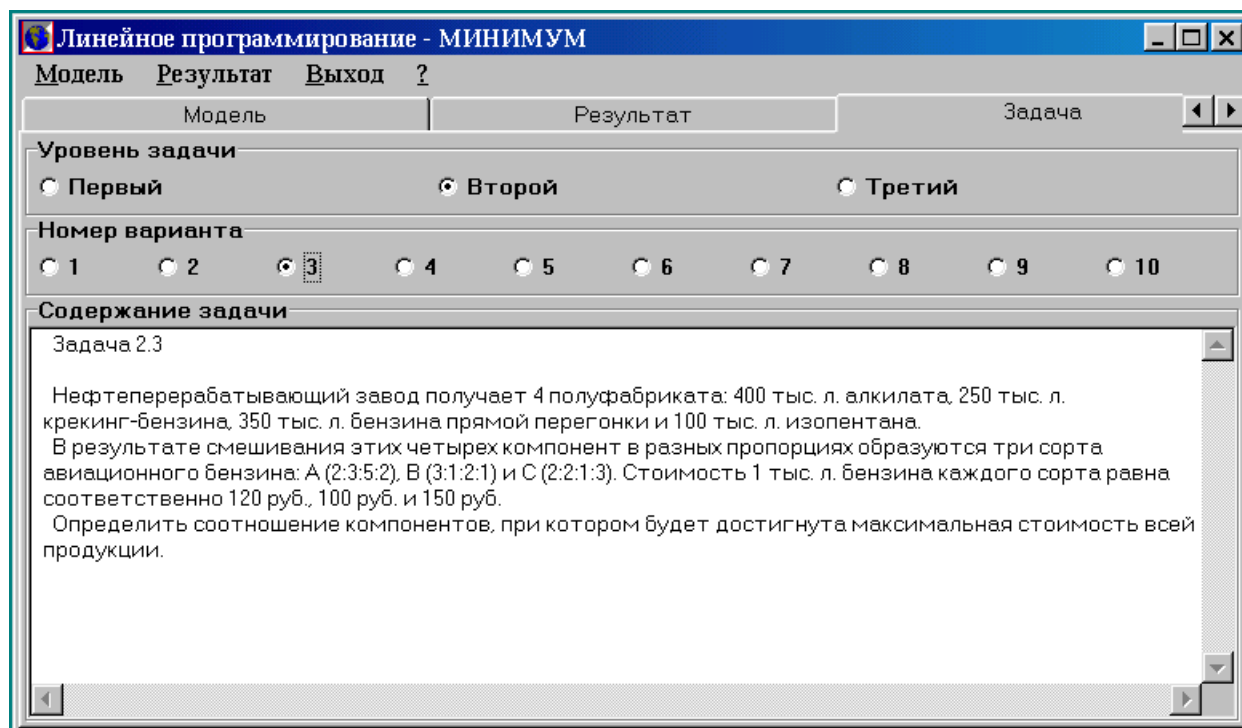 Линейное программирование - МИНИМУМ
Модель Результат Выход ?
Модель Результат Задача
Уровень задачи
Первый Второй Третий
Номер варианта
1 2 3 4 5 6 7 8 9 10
Содержание задачи
Задача 2.3
Нефтеперерабатывающий завод получает 4 полуфабриката: 400 тыс. л. алкилата, 250 тыс. л.
крекинг-бензина, 350 тыс. л. бензина прямой перегонки и 100 тыс. л. изопентана.
В результате смешивания этих четырех компонент в разных пропорциях образуются три сорта
авиационного бензина: А (2:3:5:2), В (3:1:2:1) и С (2:2:1:3). Стоимость 1 тыс. л. бензина каждого сорта равна
соответственно 120 руб., 100 руб. и 150 руб.
Определить соотношение компонентов, при котором будет достигнута максимальная стоимость всей
продукции.